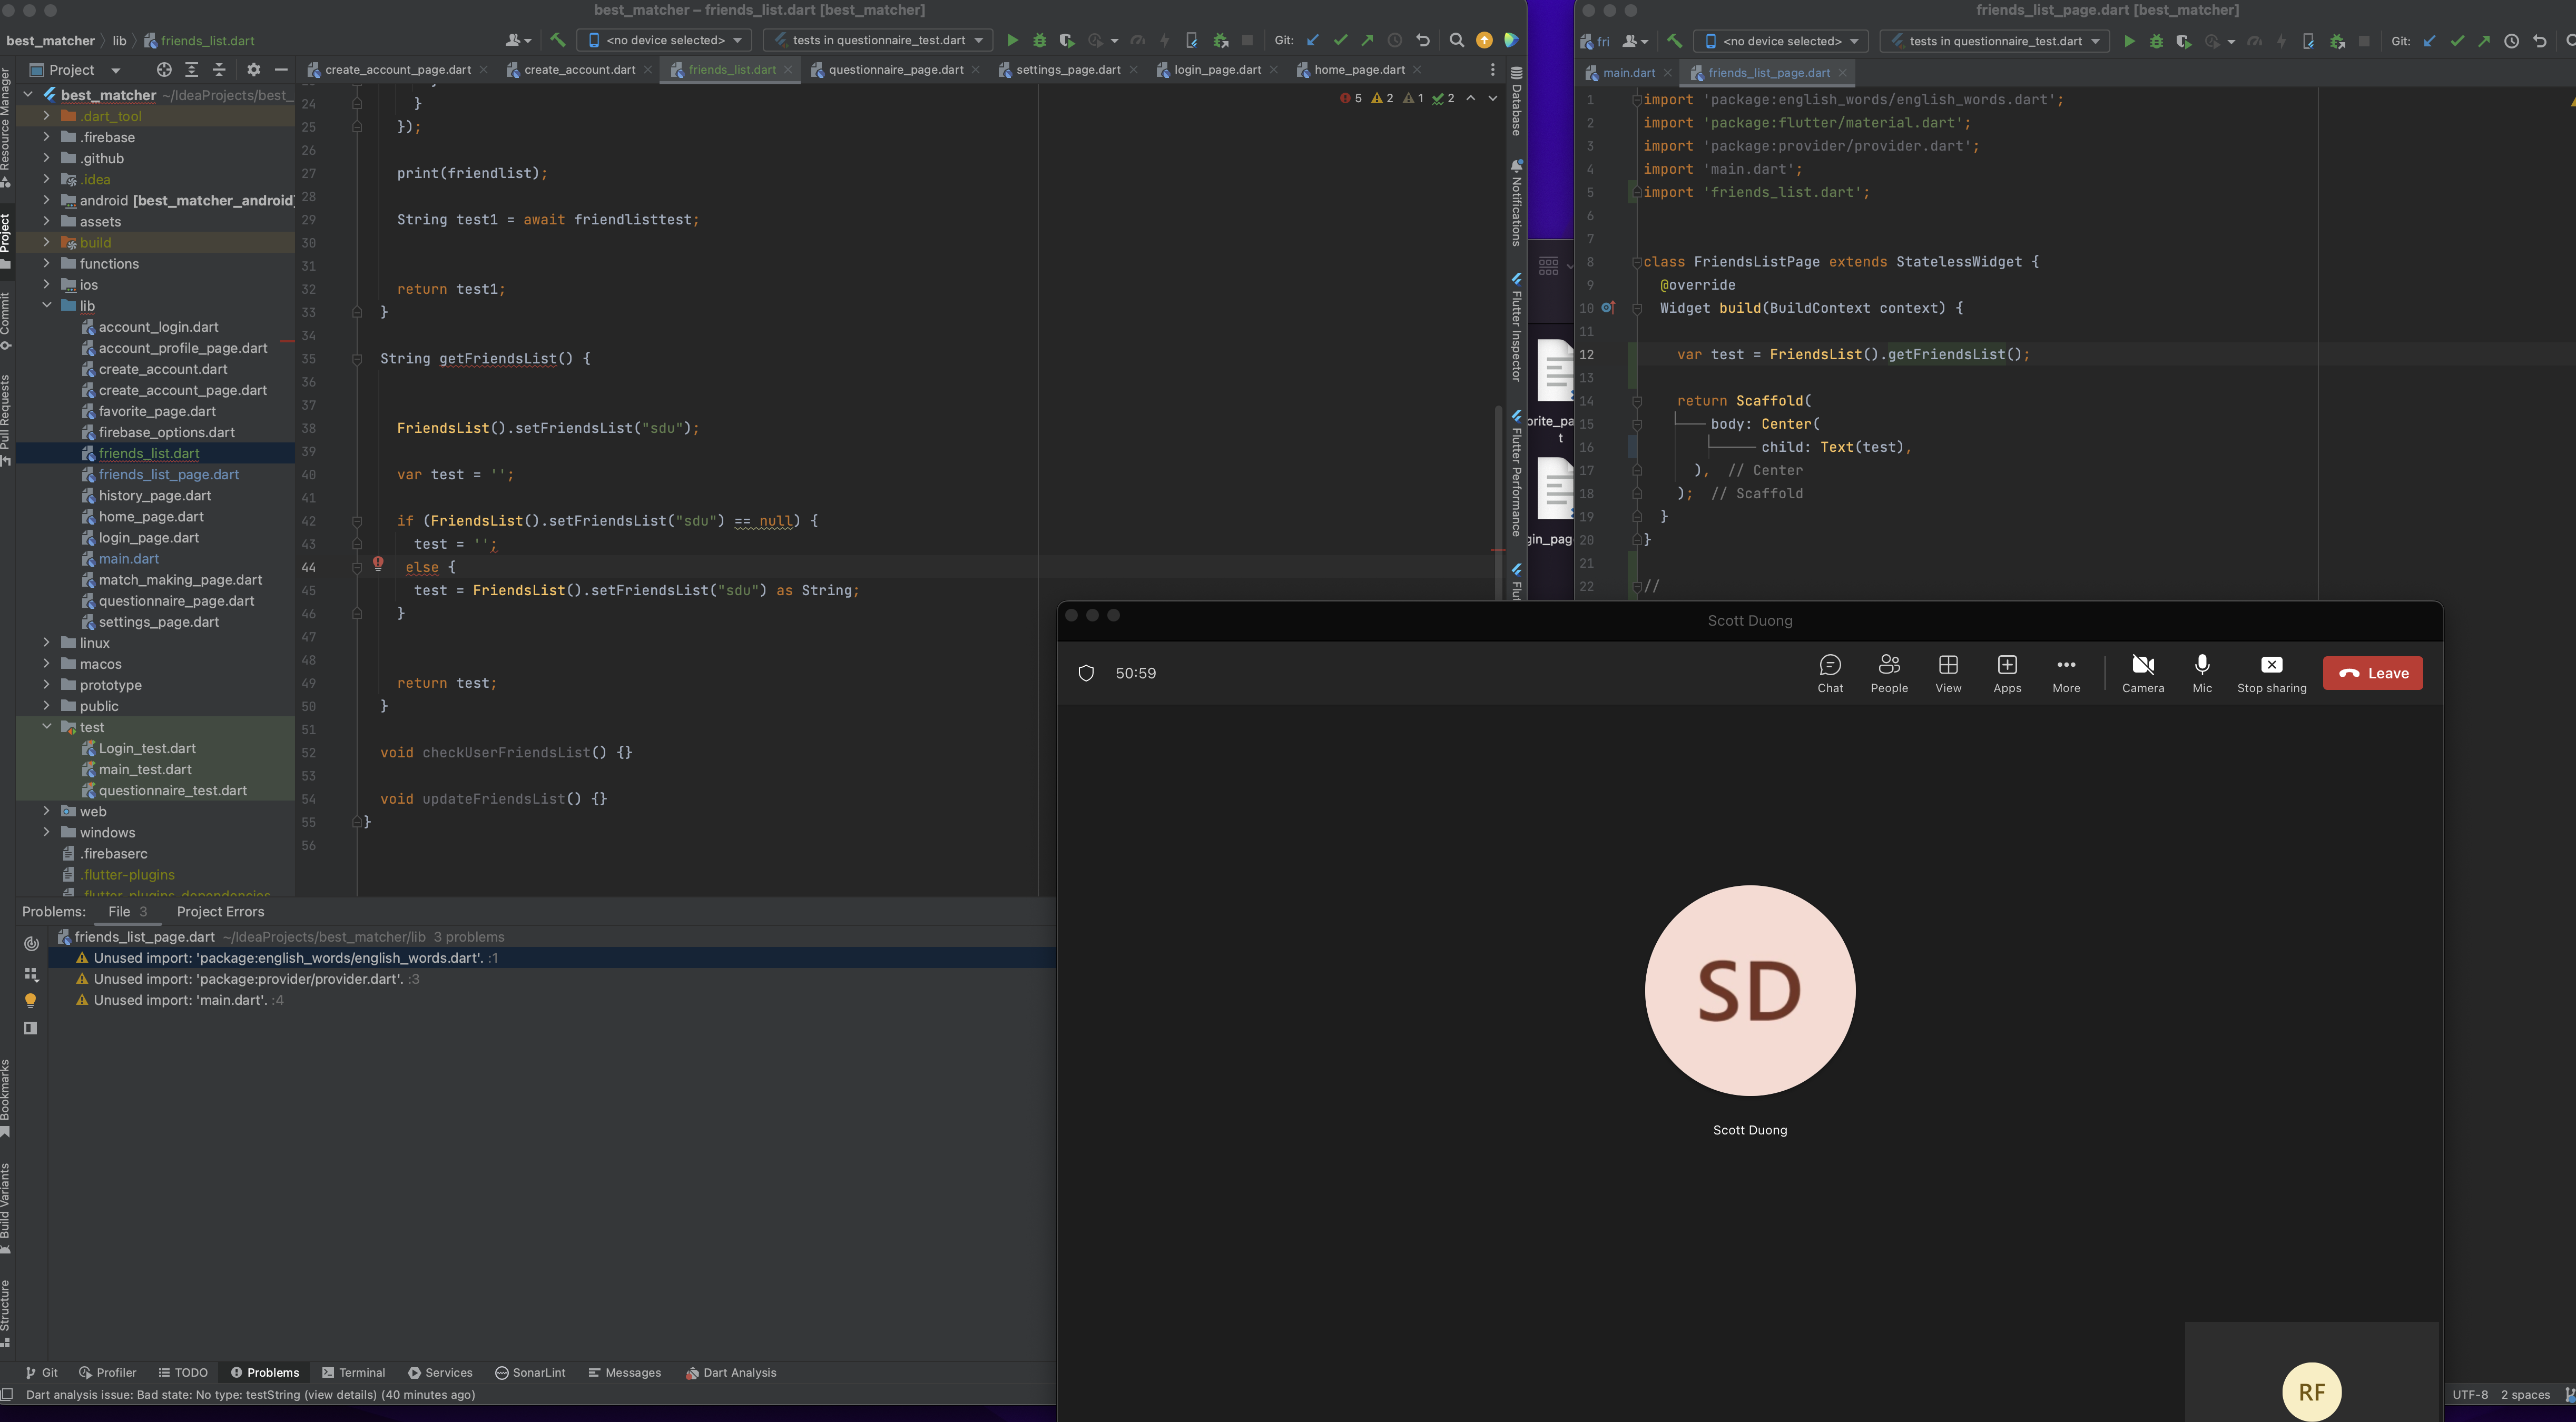 best_matcher – friends_list.dart [best_matcher]
best_matcher lib friends_list.dart
<no device selected>
tests in questionnaire_test.dart
Git:
Project
create_account_page.dart
create_account.dart
friends_list.dart
questionnaire_page.dart
settings_page.dart
login_page.dart
home_page.dart
Resource Manager
Project
Commit
Pull Requests
Bookmarks
Build Variants
Structure
best_matcher ~/IdeaProjects/best_
.dart_tool
.firebase
.github
.idea
android [best_matcher_android]
assets
build
functions
ios
lib
account_login.dart
account_profile_page.dart
create_account.dart
create_account_page.dart
favorite_page.dart
firebase_options.dart
friends_list.dart
friends_list_page.dart
history_page.dart
home_page.dart
login_page.dart
main.dart
match_making_page.dart
questionnaire_page.dart
settings_page.dart
linux
macos
prototype
public
test
Login_test.dart
main_test.dart
questionnaire_test.dart
web
windows
.firebaserc
.flutter-plugins
.flutter-plugins-dependencies
5 2 1 2
24 }
25 });
26
27 print(friendlist);
28
29 String test1 = await friendlisttest;
30
31
32 return test1;
33 }
34
35 String getFriendsList() {
36
37
38 FriendsList().setFriendsList("sdu");
39
40 var test = '';
41
42 if (FriendsList().setFriendsList("sdu") == null) {
43 test = '';
44 else {
45 test = FriendsList().setFriendsList("sdu") as String;
46 }
47
48
49 return test;
50 }
51
52 void checkUserFriendsList() {}
53
54 void updateFriendsList() {}
55 }
56
Database
Notifications
Flutter Inspector
Flutter Performance
Problems: File 3 Project Errors
friends_list_page.dart ~/IdeaProjects/best_matcher/lib 3 problems
Unused import: 'package:english_words/english_words.dart'. :1
Unused import: 'package:provider/provider.dart'. :3
Unused import: 'main.dart'. :4
Git
Profiler
TODO
Problems
Terminal
Services
SonarLint
Messages
Dart Analysis
Dart analysis issue: Bad state: No type: testString (view details) (40 minutes ago)
friends_list_page.dart [best_matcher]
fri
<no device selected>
tests in questionnaire_test.dart
Git:
main.dart
friends_list_page.dart
1 import 'package:english_words/english_words.dart';
2 import 'package:flutter/material.dart';
3 import 'package:provider/provider.dart';
4 import 'main.dart';
5 import 'friends_list.dart';
6
7
8 class FriendsListPage extends StatelessWidget {
9 @override
10 Widget build(BuildContext context) {
11
12 var test = FriendsList().getFriendsList();
13
14 return Scaffold(
15 body: Center(
16 child: Text(test),
17 ), // Center
18 ); // Scaffold
19 }
20 }
21
22 //
Scott Duong
50:59
Chat
People
View
Apps
More
Camera
Mic
Stop sharing
Leave
SD
Scott Duong
RF
UTF-8 2 spaces